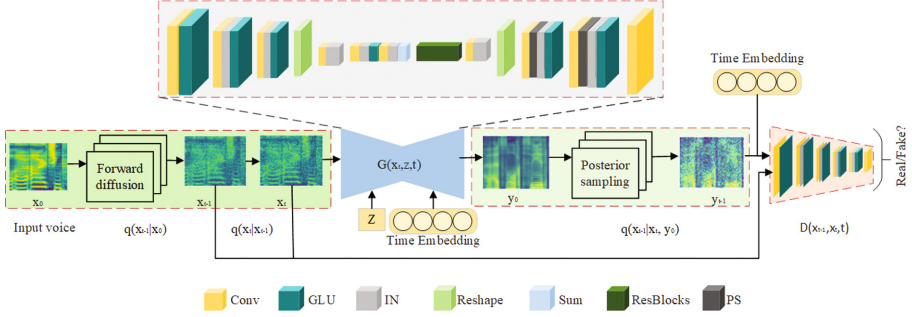 Time Embedding
Forward
diffusion
G(xₜ,z,t)
Posterior
sampling
Real/Fake?
x₀
xₜ₋₁
xₜ
y₀
yₜ₋₁
Z
Time Embedding
Input voice
q(xₜ₋₁|x₀)
q(xₜ|xₜ₋₁)
q(xₜ₋₁|xₜ, y₀)
D(xₜ₋₁,xₜ,t)
Conv
GLU
IN
Reshape
Sum
ResBlocks
PS